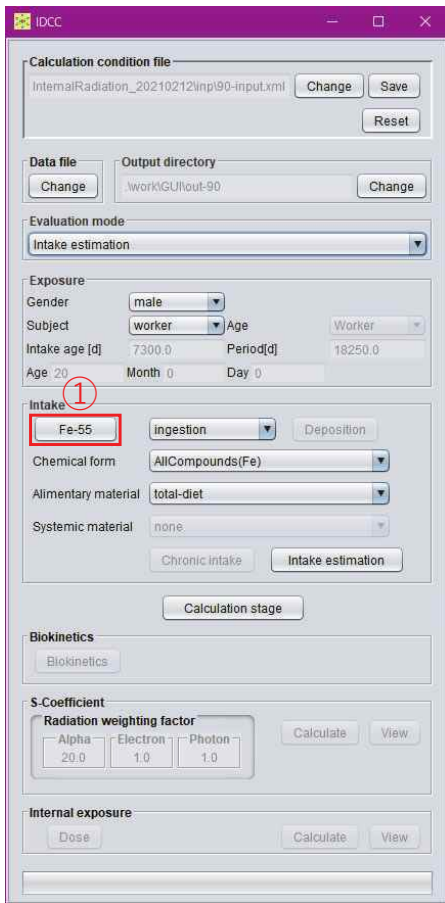 IDCC
Calculation condition file
InternalRadiation_20210212\inp\90-input.xml Change Save
Reset
Data file Output directory
Change .\work\GUI\out-90 Change
Evaluation mode
Intake estimation
Exposure
Gender male
Subject worker Age Worker
Intake age [d] 7300.0 Period[d] 18250.0
Age 20 Month 0 Day 0
①
Intake
Fe-55 ingestion Deposition
Chemical form AllCompounds(Fe)
Alimentary material total-diet
Systemic material none
Chronic intake Intake estimation
Calculation stage
Biokinetics
Biokinetics
S-Coefficient
Radiation weighting factor
Alpha Electron Photon
20.0 1.0 1.0 Calculate View
Internal exposure
Dose Calculate View